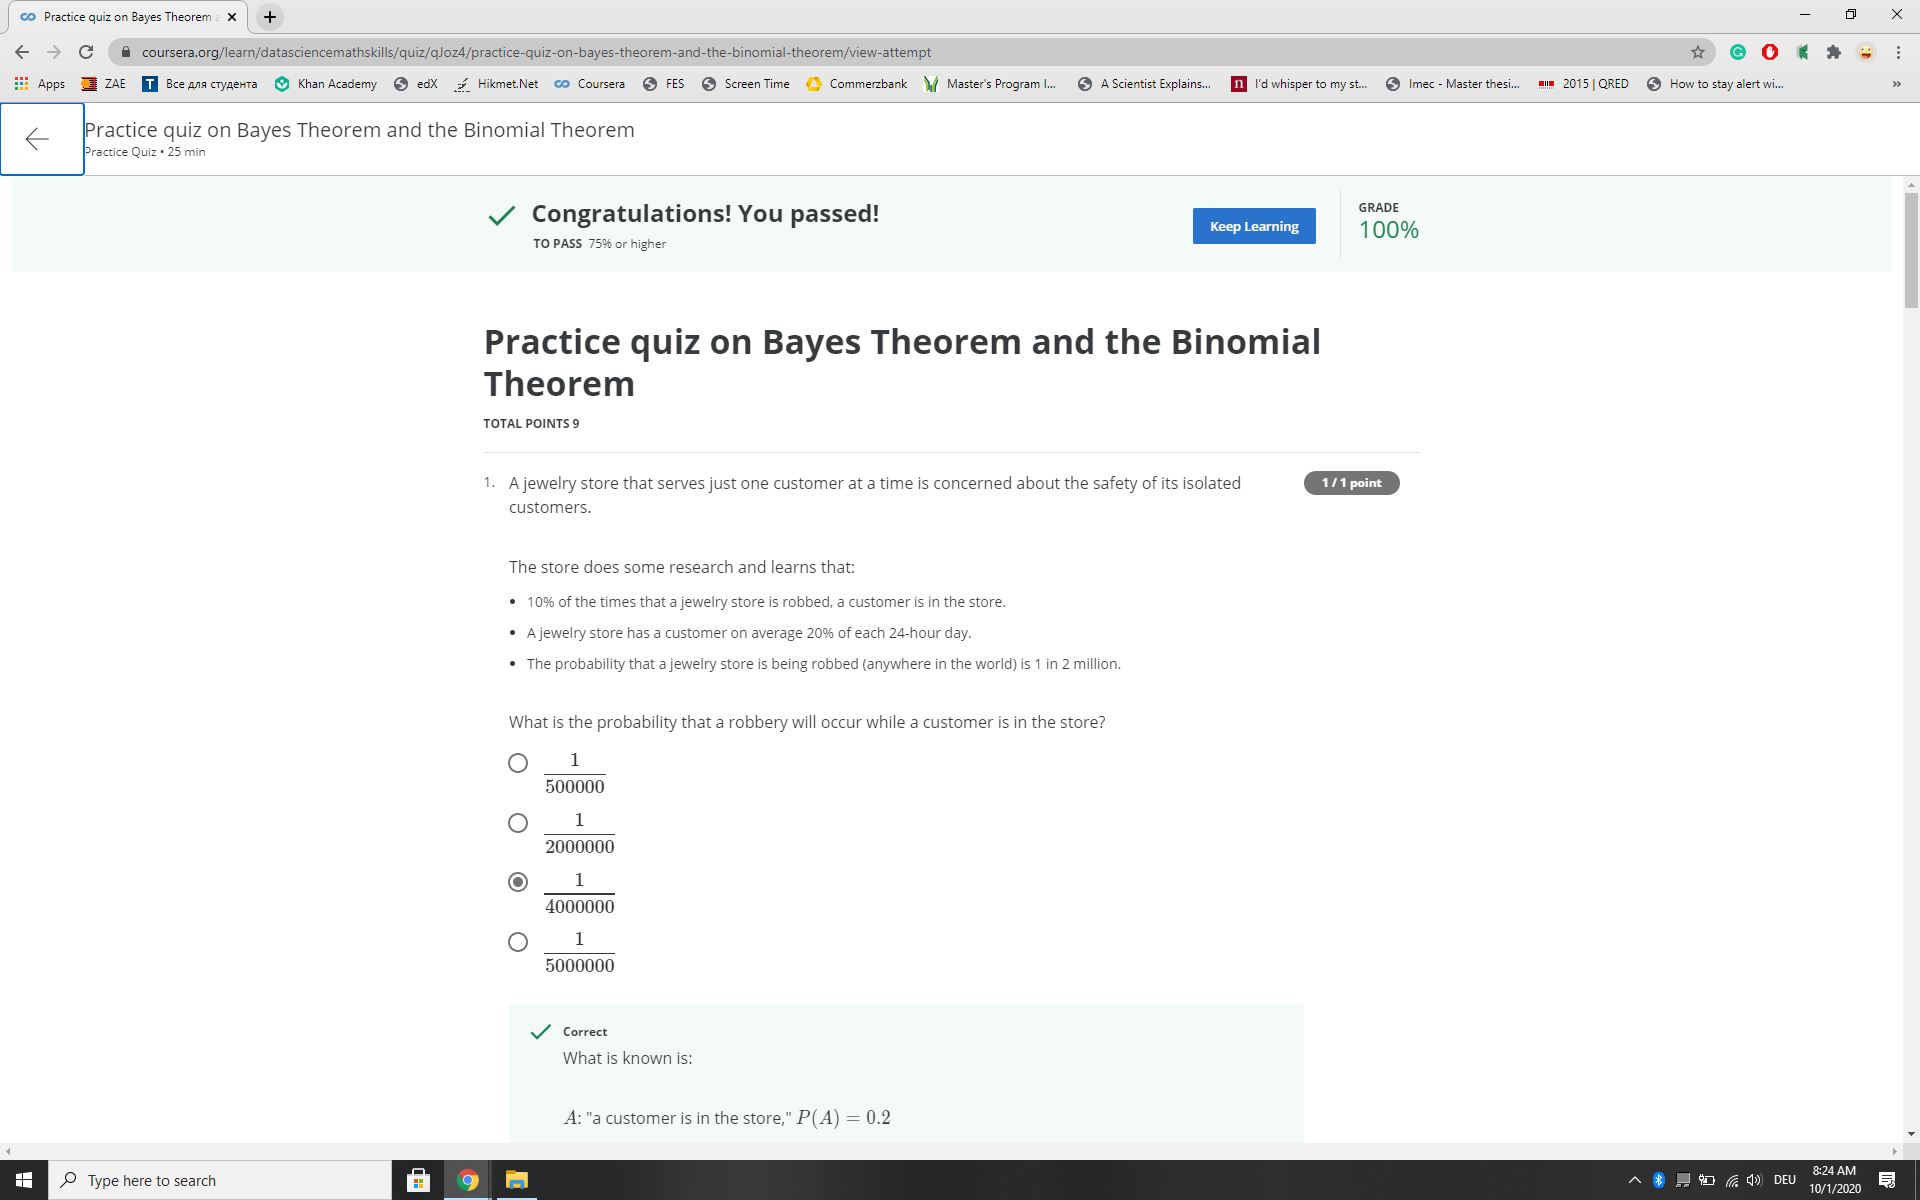 Practice quiz on Bayes Theorem a
coursera.org/learn/datasciencemathskills/quiz/qJoz4/practice-quiz-on-bayes-theorem-and-the-binomial-theorem/view-attempt
Apps ZAE Все для студента Khan Academy edX Hikmet.Net Coursera FES Screen Time Commerzbank Master's Program I... A Scientist Explains... I'd whisper to my st... Imec - Master thesi... 2015 | QRED How to stay alert wi... »
Practice quiz on Bayes Theorem and the Binomial Theorem
Practice Quiz • 25 min
Congratulations! You passed!
TO PASS 75% or higher
Keep Learning
GRADE
100%
Practice quiz on Bayes Theorem and the Binomial
Theorem
TOTAL POINTS 9
1. A jewelry store that serves just one customer at a time is concerned about the safety of its isolated
customers.
1 / 1 point
The store does some research and learns that:
• 10% of the times that a jewelry store is robbed, a customer is in the store.
• A jewelry store has a customer on average 20% of each 24-hour day.
• The probability that a jewelry store is being robbed (anywhere in the world) is 1 in 2 million.
What is the probability that a robbery will occur while a customer is in the store?
1
500000
1
2000000
1
4000000
1
5000000
Correct
What is known is:
A: "a customer is in the store," P(A) = 0.2
Type here to search
DEU
8:24 AM
10/1/2020